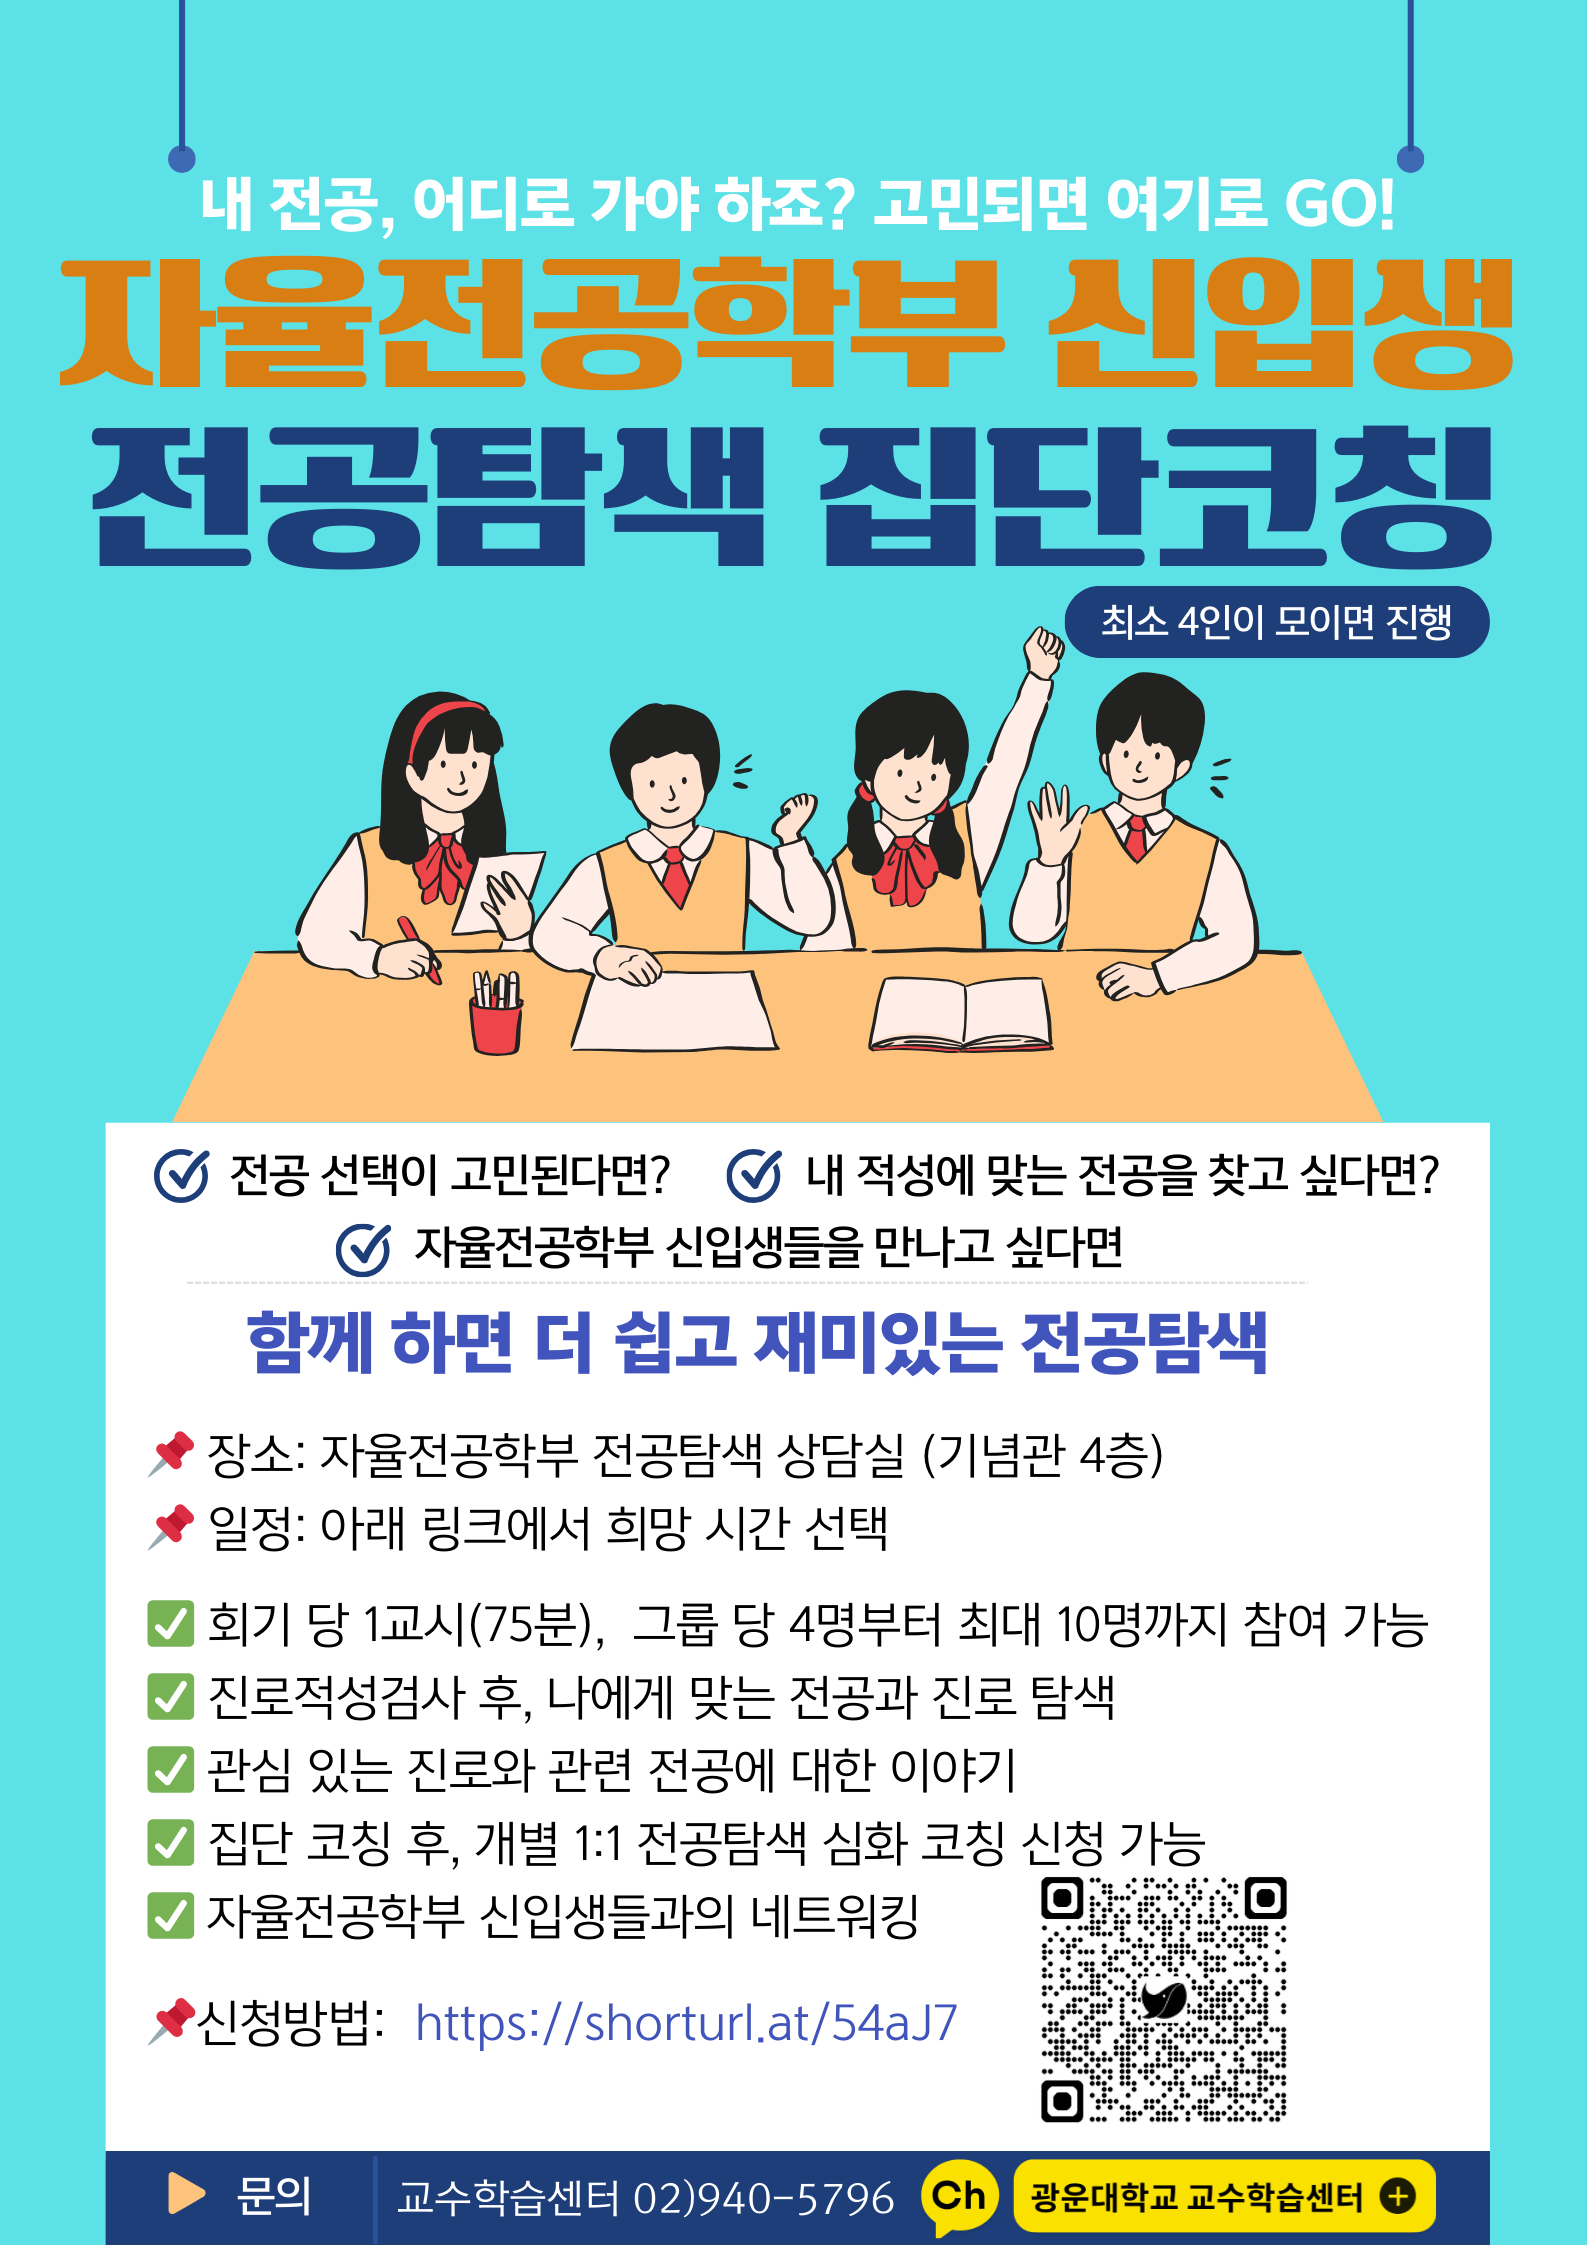 내 전공, 어디로 가야 하죠? 고민되면 여기로 GO!
자율전공학부 신입생
전공탐색 집단코칭
최소 4인이 모이면 진행
전공 선택이 고민된다면?
내 적성에 맞는 전공을 찾고 싶다면?
자율전공학부 신입생들을 만나고 싶다면
함께 하면 더 쉽고 재미있는 전공탐색
장소: 자율전공학부 전공탐색 상담실 (기념관 4층)
일정: 아래 링크에서 희망 시간 선택
회기 당 1교시(75분), 그룹 당 4명부터 최대 10명까지 참여 가능
진로적성검사 후, 나에게 맞는 전공과 진로 탐색
관심 있는 진로와 관련 전공에 대한 이야기
집단 코칭 후, 개별 1:1 전공탐색 심화 코칭 신청 가능
자율전공학부 신입생들과의 네트워킹
신청방법: https://shorturl.at/54aJ7
문의
교수학습센터 02)940-5796
Ch
광운대학교 교수학습센터